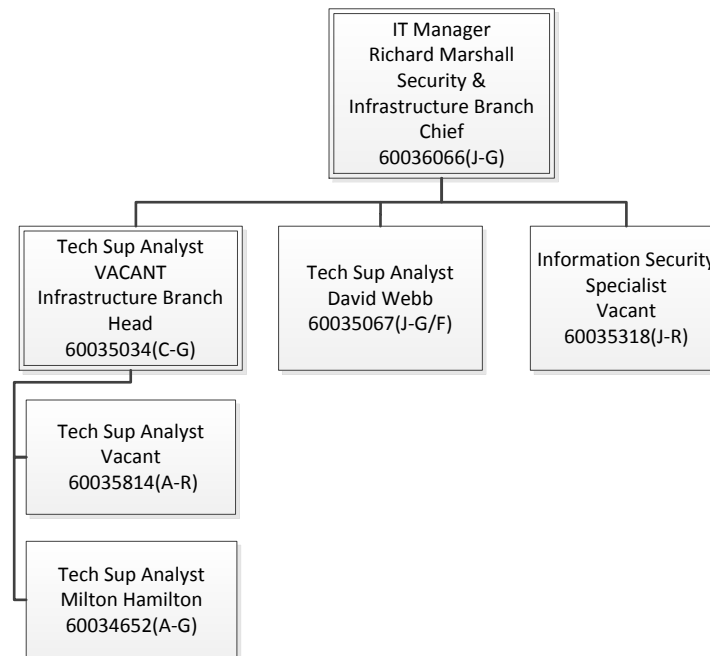 IT Manager
Richard Marshall
Security &
Infrastructure Branch
Chief
60036066(J-G)
Tech Sup Analyst
VACANT
Infrastructure Branch
Head
60035034(C-G)
Tech Sup Analyst
David Webb
60035067(J-G/F)
Information Security
Specialist
Vacant
60035318(J-R)
Tech Sup Analyst
Vacant
60035814(A-R)
Tech Sup Analyst
Milton Hamilton
60034652(A-G)